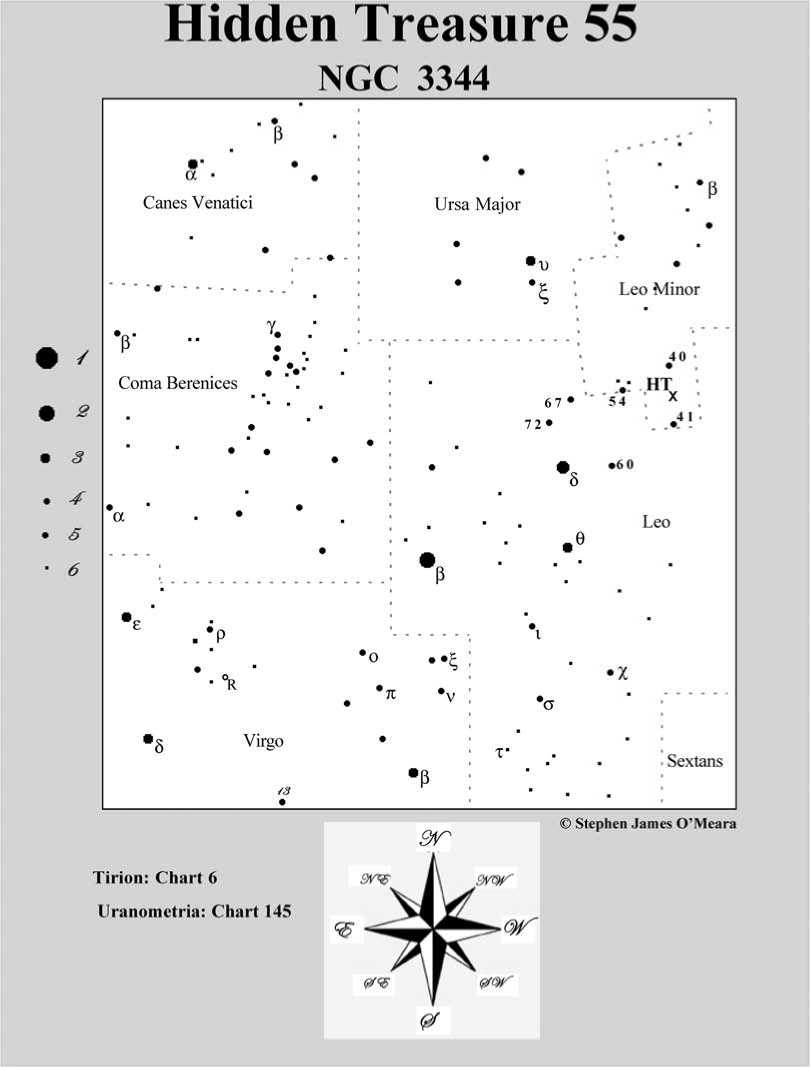 Hidden Treasure 55
NGC 3344
β
α
Canes Venatici
Ursa Major
β
υ
ξ
Leo Minor
γ
β
1
Coma Berenices
40
HT
X
67
54
2
72
41
3
δ
60
4
α
Leo
5
θ
β
6
ε
ρ
ι
ο
ξ
R
π
ν
χ
σ
δ
Virgo
τ
Sextans
β
13
© Stephen James O’Meara
N
Tirion: Chart 6
NE
NW
Uranometria: Chart 145
E
W
SE
SW
S